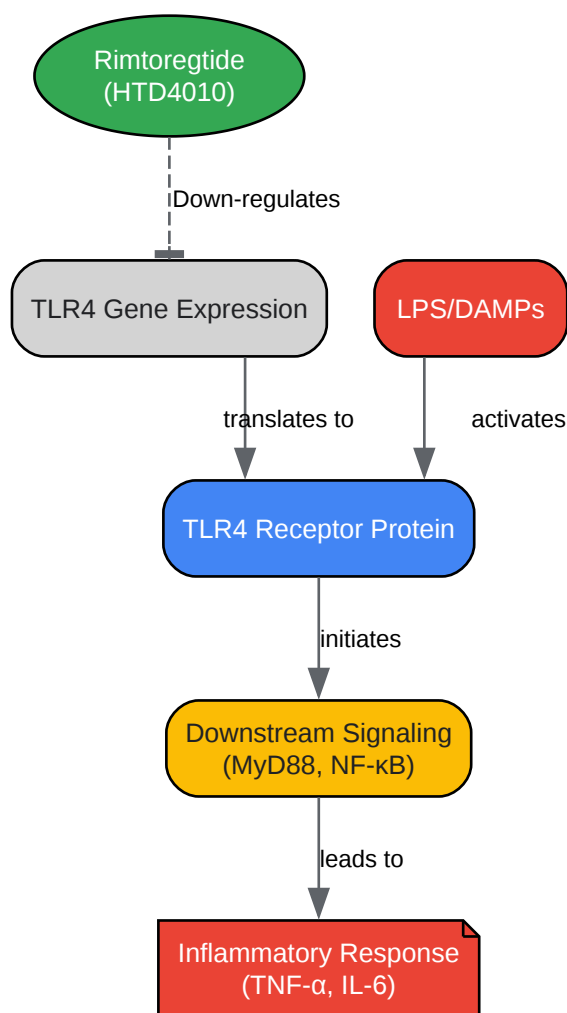 Rimtoregtide
(HTD4010)
Down-regulates
TLR4 Gene Expression
LPS/DAMPs
translates to
activates
TLR4 Receptor Protein
initiates
Downstream Signaling
(MyD88, NF-κB)
leads to
Inflammatory Response
(TNF-α, IL-6)